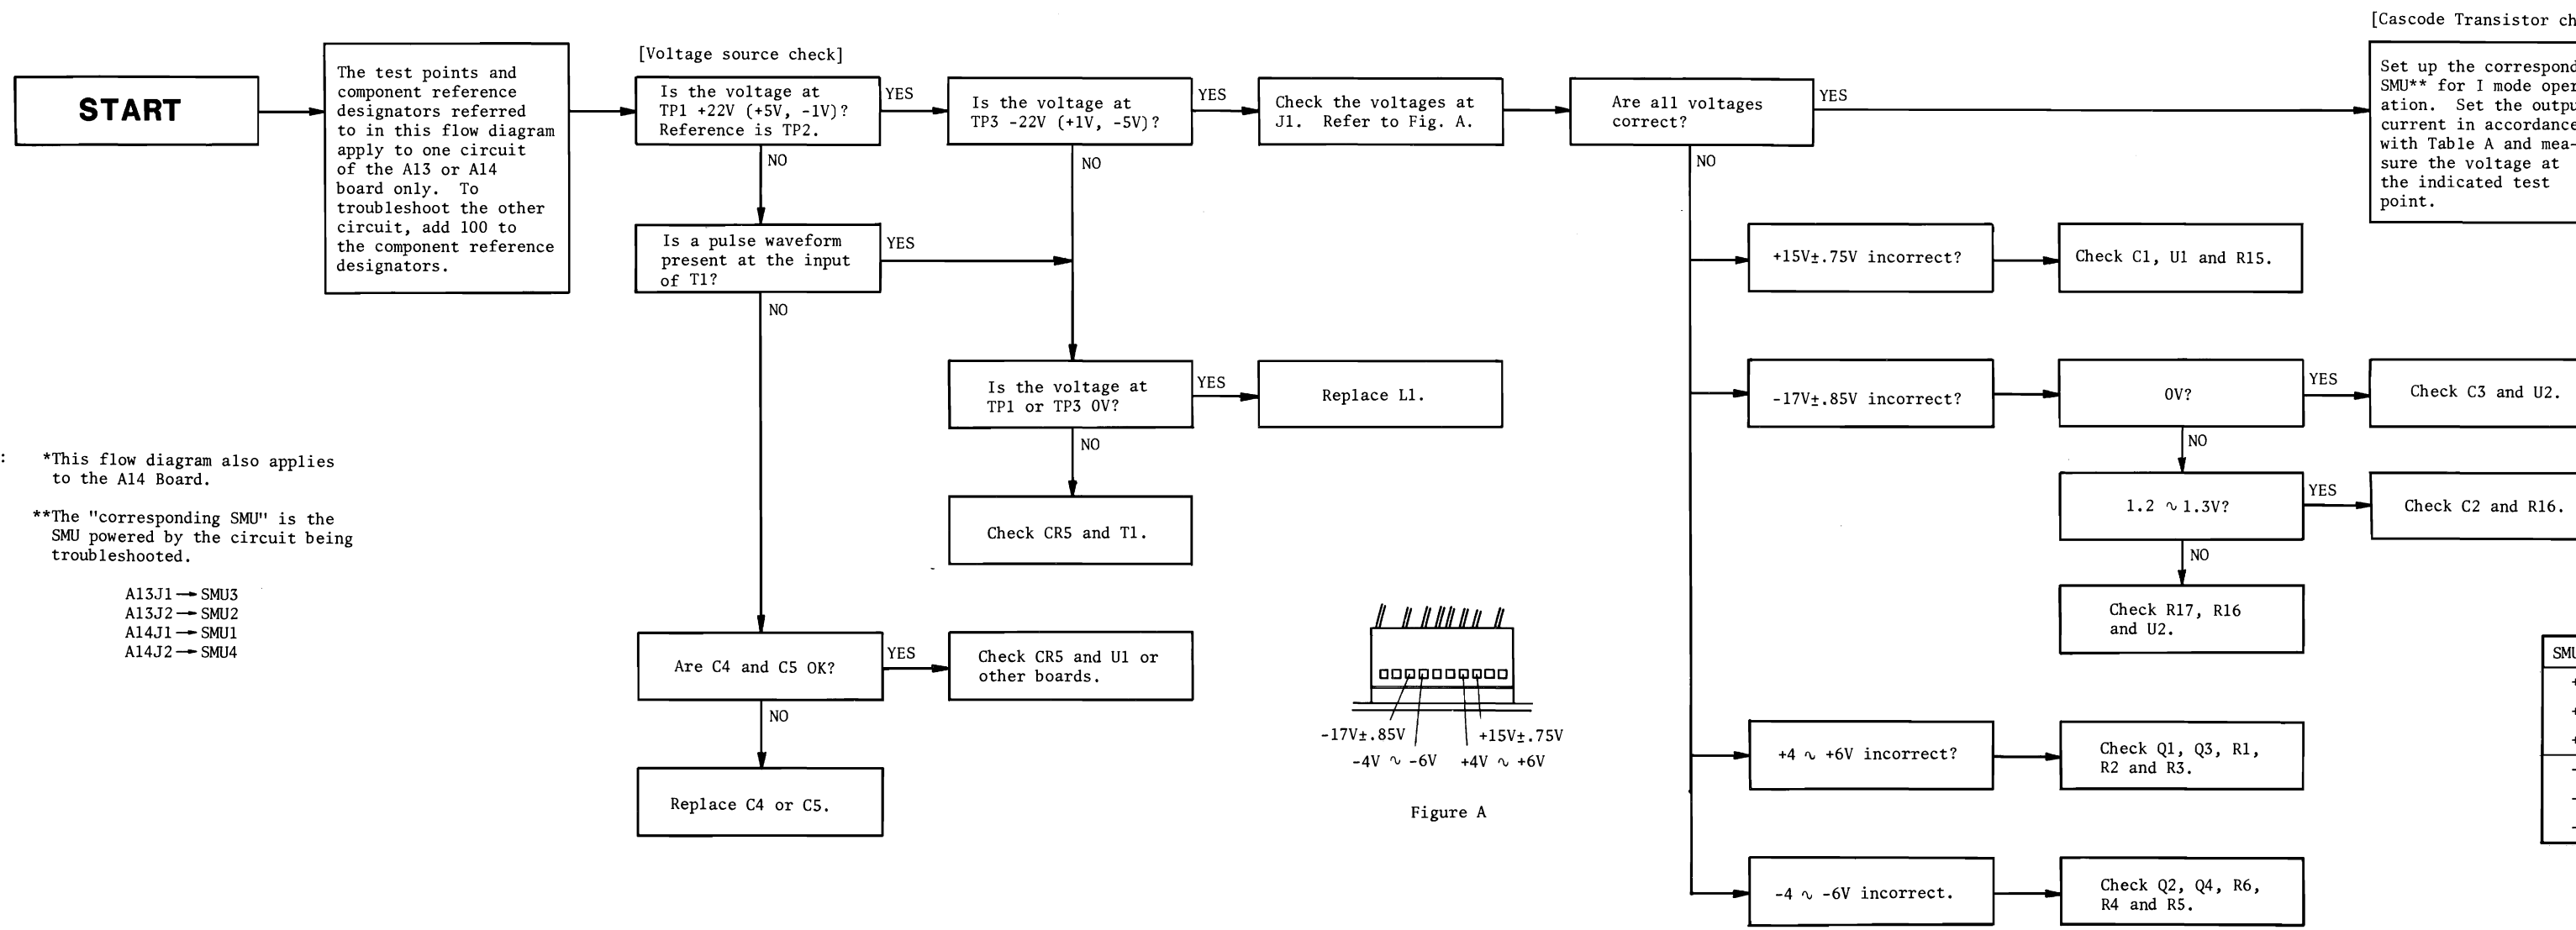 START
The test points and
component reference
designators referred
to in this flow diagram
apply to one circuit
of the A13 or A14
board only. To
troubleshoot the other
circuit, add 100 to
the component reference
designators.
[Voltage source check]
Is the voltage at
TP1 +22V (+5V, -1V)?
Reference is TP2.
YES
NO
Is the voltage at
TP3 -22V (+1V, -5V)?
YES
NO
Check the voltages at
J1. Refer to Fig. A.
Are all voltages
correct?
YES
NO
[Cascode Transistor ch
Set up the correspond
SMU** for I mode oper
ation. Set the outpu
current in accordance
with Table A and mea-
sure the voltage at
the indicated test
point.
Is a pulse waveform
present at the input
of T1?
YES
NO
Is the voltage at
TP1 or TP3 0V?
YES
NO
Replace L1.
Check CR5 and T1.
Are C4 and C5 OK?
YES
NO
Check CR5 and U1 or
other boards.
Replace C4 or C5.
+15V±.75V incorrect?
Check C1, U1 and R15.
-17V±.85V incorrect?
0V?
YES
NO
Check C3 and U2.
1.2 ∿ 1.3V?
YES
NO
Check C2 and R16.
Check R17, R16
and U2.
+4 ∿ +6V incorrect?
Check Q1, Q3, R1,
R2 and R3.
-4 ∿ -6V incorrect.
Check Q2, Q4, R6,
R4 and R5.
: *This flow diagram also applies
to the A14 Board.
**The "corresponding SMU" is the
SMU powered by the circuit being
troubleshooted.
A13J1→SMU3
A13J2→SMU2
A14J1→SMU1
A14J2→SMU4
-17V±.85V +15V±.75V
-4V ∿ -6V +4V ∿ +6V
Figure A
SMU
+
+
+
-
-
-